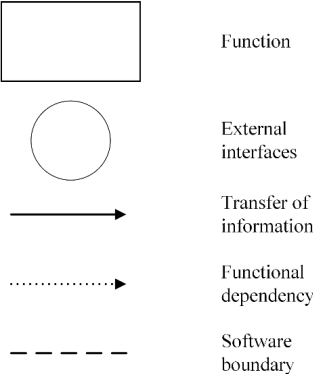 Function
External
interfaces
Transfer of
information
Functional
dependency
Software
boundary